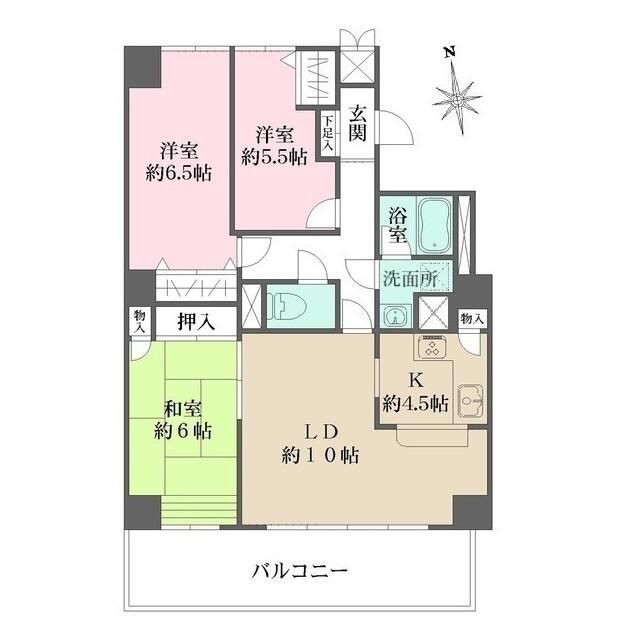 N
洋室
約6.5帖
洋室
約5.5帖
下足入
玄関
浴室
洗面所
物入
押入
物入
和室
約6帖
LD
約10帖
K
約4.5帖
バルコニー